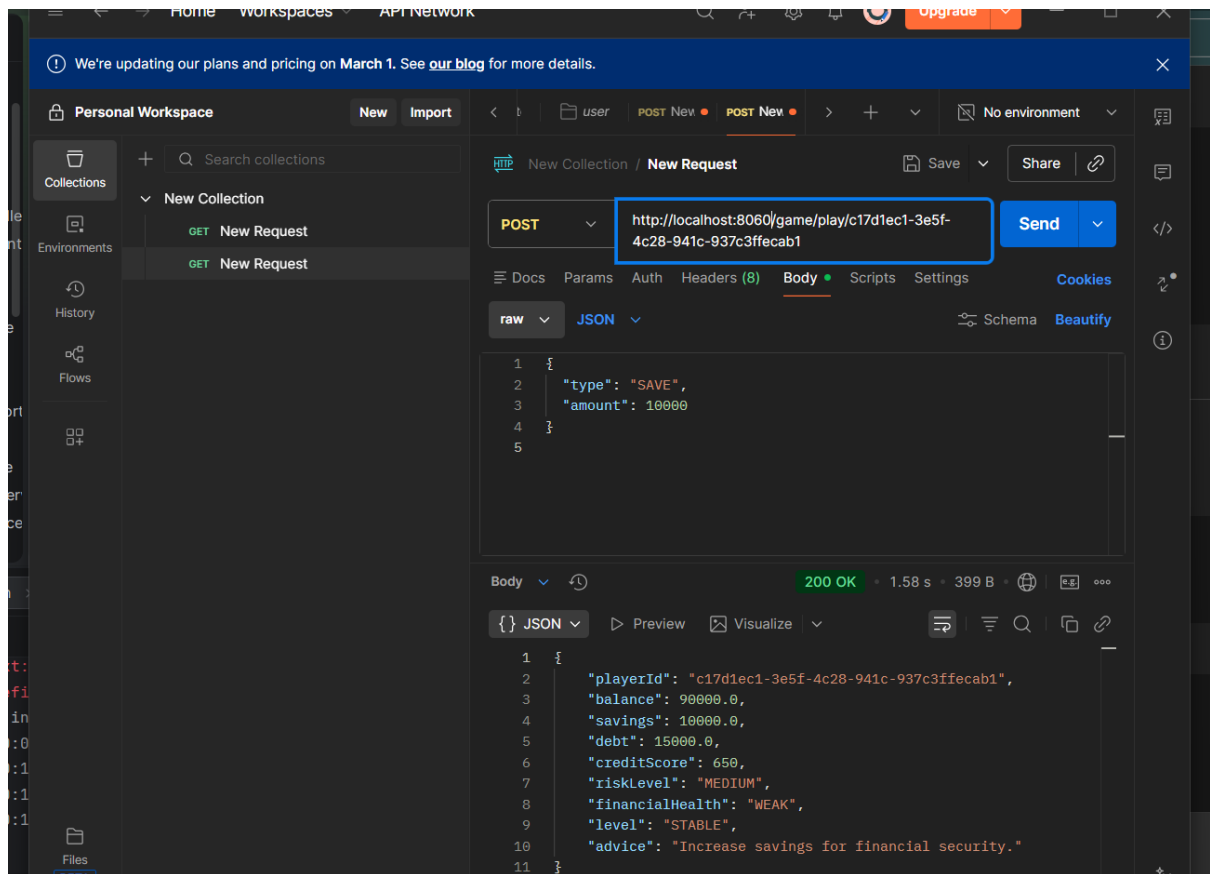 Home Workspaces API Network Upgrade
We're updating our plans and pricing on March 1. See our blog for more details.
Personal Workspace New Import
user POST New POST New No environment
Search collections
New Collection / New Request Save Share
Collections
New Collection
GET New Request
GET New Request
Environments
History
Flows
Files
POST http://localhost:8060/game/play/c17d1ec1-3e5f-
4c28-941c-937c3ffecab1 Send
Docs Params Auth Headers (8) Body Scripts Settings Cookies
raw JSON Schema Beautify
1 {
2 "type": "SAVE",
3 "amount": 10000
4 }
5
Body 200 OK • 1.58 s • 399 B e.g.
{} JSON Preview Visualize
1 {
2 "playerId": "c17d1ec1-3e5f-4c28-941c-937c3ffecab1",
3 "balance": 90000.0,
4 "savings": 10000.0,
5 "debt": 15000.0,
6 "creditScore": 650,
7 "riskLevel": "MEDIUM",
8 "financialHealth": "WEAK",
9 "level": "STABLE",
10 "advice": "Increase savings for financial security."
11 }